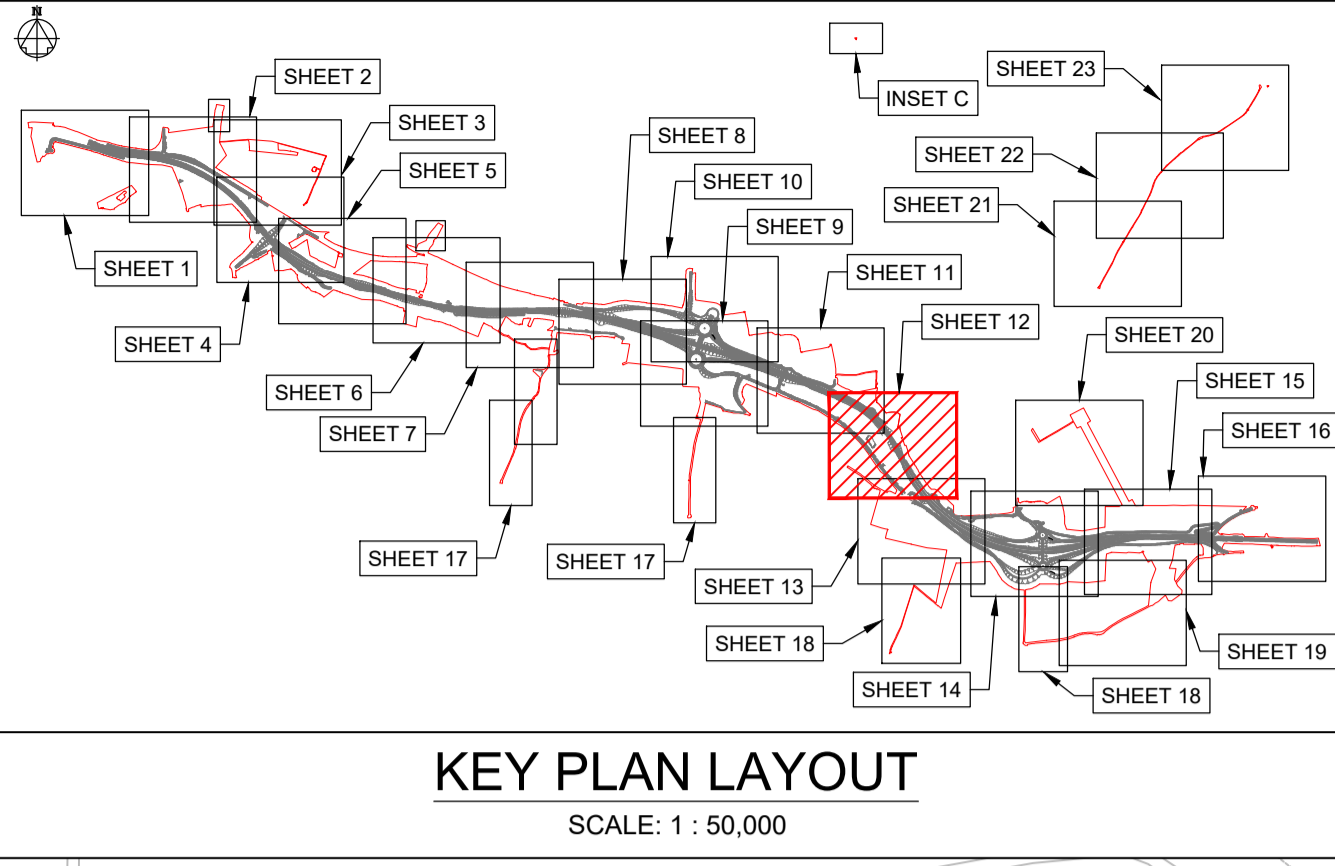 N
SHEET 2
SHEET 3
SHEET 5
SHEET 1
SHEET 4
SHEET 6
SHEET 7
SHEET 8
SHEET 10
SHEET 9
SHEET 11
SHEET 12
INSET C
SHEET 23
SHEET 22
SHEET 21
SHEET 20
SHEET 15
SHEET 16
SHEET 17
SHEET 17
SHEET 13
SHEET 18
SHEET 14
SHEET 18
SHEET 19
KEY PLAN LAYOUT
SCALE: 1 : 50,000